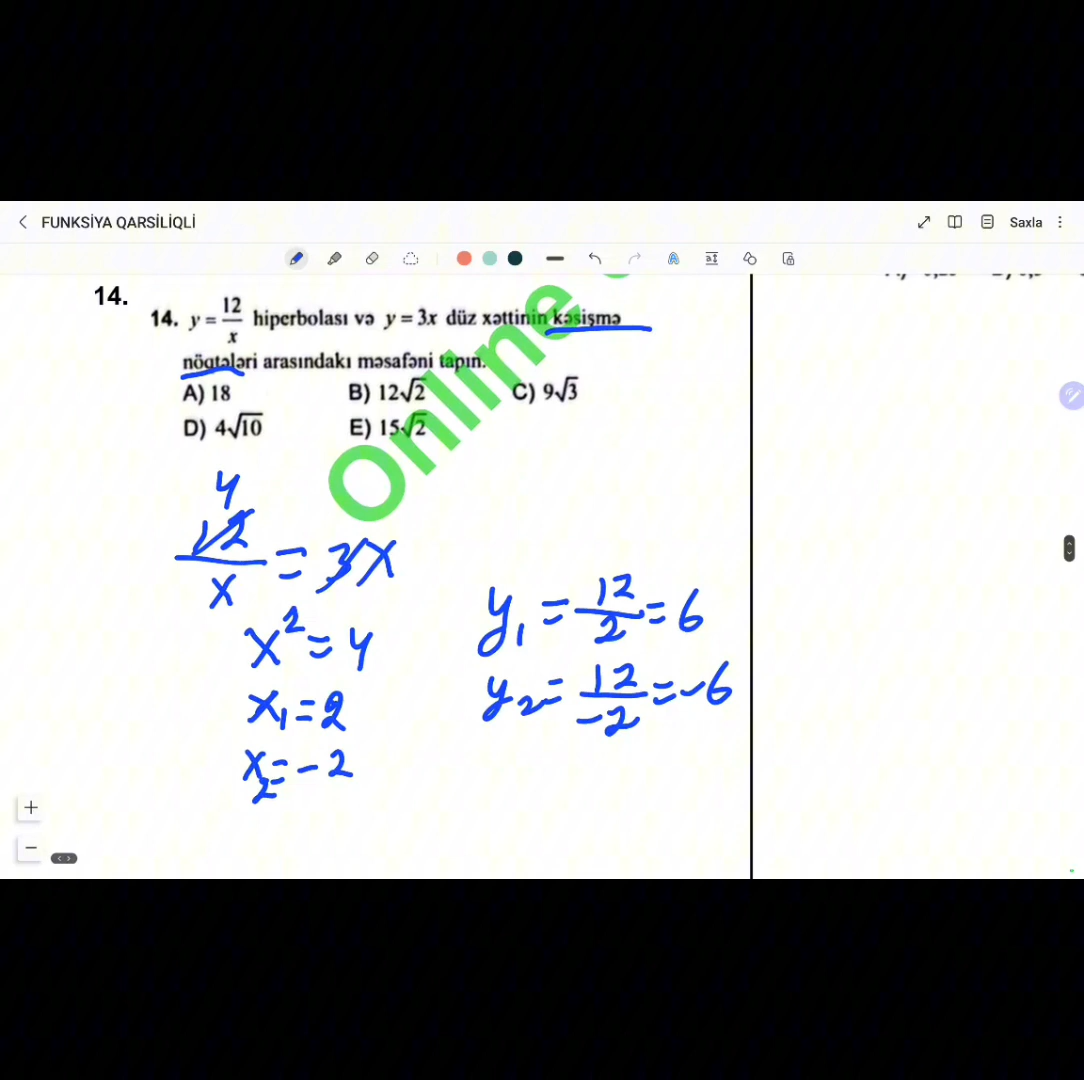 FUNKSİYA QARSİLİQLİ
Saxla
14.
14. y = 12/x hiperbolası və y = 3x düz xəttinin kəsişmə
nöqtələri arasındakı məsafəni tapın.
A) 18 B) 12√2 C) 9√3
D) 4√10 E) 15√2
Online
4
12/x = 3x
x² = 4
x₁ = 2
x₂ = -2
y₁ = 12/2 = 6
y₂ = 12/-2 = -6